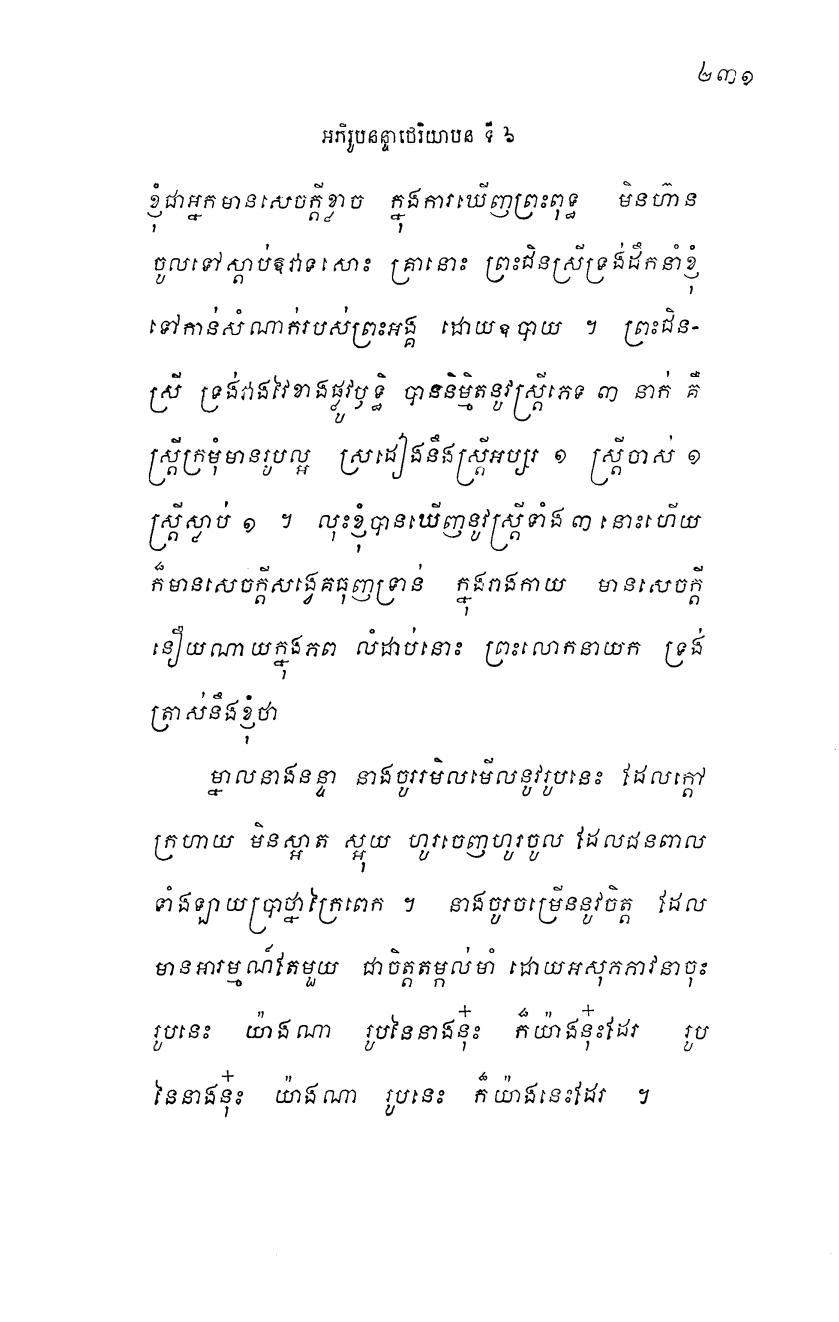 ២៣១
អភិរូបនន្ទាថេរិយាបទន ទី ៦
ខ្ញុំជាអ្នកមានសេចក្តីខ្លាច ក្នុងការឃើញព្រះពុទ្ធ មិនហ៊ាន
ចូលទៅស្តាប់ឱវាទសោះ គ្រានោះ ព្រះជិនស្រីទ្រង់ដឹកនាំខ្ញុំ
ទៅកាន់សំណាក់របស់ព្រះអង្គ ដោយឧបាយ ។ ព្រះជិន-
ស្រី ទ្រង់វាងវៃខាងផ្លូវឫទ្ធិ បាននិម្មិតនូវស្ត្រីភេទ ៣ នាក់ គឺ
ស្ត្រីក្រមុំមានរូបល្អ ស្រដៀងនឹងស្ត្រីអប្សរ ១ ស្ត្រីចាស់ ១
ស្ត្រីស្លាប់ ១ ។ លុះខ្ញុំបានឃើញនូវស្ត្រីទាំង ៣ នោះហើយ
ក៏មានសេចក្តីសង្វេគធុញទ្រាន់ ក្នុងរាងកាយ មានសេចក្តី
នឿយណាយក្នុងភព លំដាប់នោះ ព្រះលោកនាយក ទ្រង់
ត្រាស់នឹងខ្ញុំថា
ម្នាលនាងនន្ទា នាងចូររមិលមើលនូវរូបនេះ ដែលក្តៅ
ក្រហាយ មិនស្អាត ស្អុយ ហូរចេញហូរចូល ដែលជនពាល
ទាំងឡាយប្រាថ្នាក្រៃពេក ។ នាងចូរចម្រើននូវចិត្ត ដែល
មានអារម្មណ៍តែមួយ ជាចិត្តតម្កល់មាំ ដោយអសុភភាវនាចុះ
រូបនេះ យ៉ាងណា រូបនៃនាងនុ៎ះ ក៏យ៉ាងនុ៎ះដែរ រូប
នៃនាងនុ៎ះ យ៉ាងណា រូបនេះ ក៏យ៉ាងនេះដែរ ។